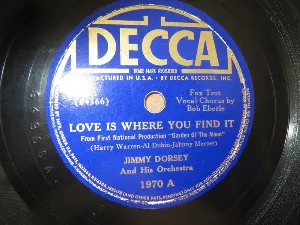 DECCA
TRADE MARK REGISTERED
MANUFACTURED IN U.S.A. BY DECCA RECORDS, INC.
Fox Trot
Vocal Chorus by
Bob Eberle
LOVE IS WHERE YOU FIND IT
From First National Production "Garden Of The Moon"
(Harry Warren-Al Dubin-Johnny Mercer)
JIMMY DORSEY
And His Orchestra
1970 A